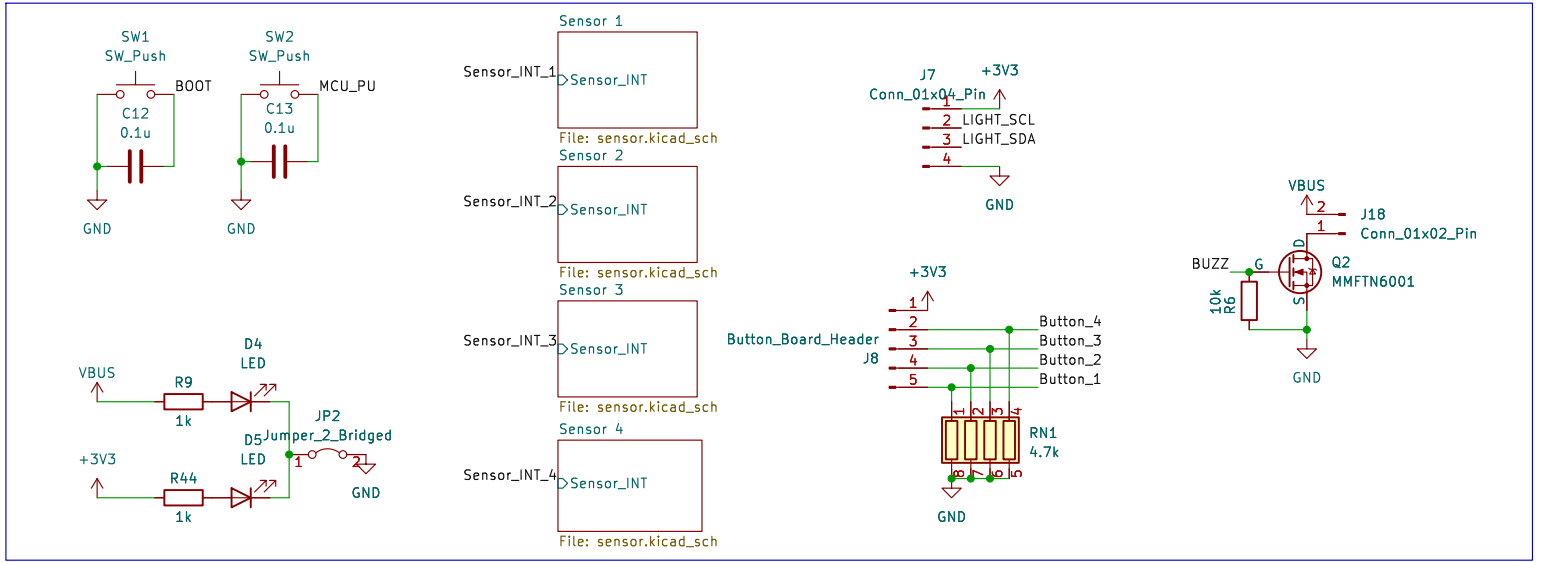 SW1
SW_Push
BOOT
C12
0.1u
GND
SW2
SW_Push
MCU_PU
C13
0.1u
GND
Sensor 1
Sensor_INT_1
Sensor_INT
File: sensor.kicad_sch
Sensor 2
Sensor_INT_2
Sensor_INT
File: sensor.kicad_sch
Sensor 3
Sensor_INT_3
Sensor_INT
File: sensor.kicad_sch
Sensor 4
Sensor_INT_4
Sensor_INT
File: sensor.kicad_sch
J7
+3V3
Conn_01x04_Pin
1
2
LIGHT_SCL
3
LIGHT_SDA
4
GND
VBUS
2
J18
1
Conn_01x02_Pin
D
BUZZ
G
Q2
MMFTN6001
S
10k
R6
GND
+3V3
1
2
Button_4
Button_Board_Header
3
Button_3
J8
4
Button_2
5
Button_1
1
2
3
4
RN1
4.7k
8
7
6
5
GND
D4
LED
VBUS
R9
1k
JP2
Jumper_2_Bridged
1
2
GND
D5
LED
+3V3
R44
1k